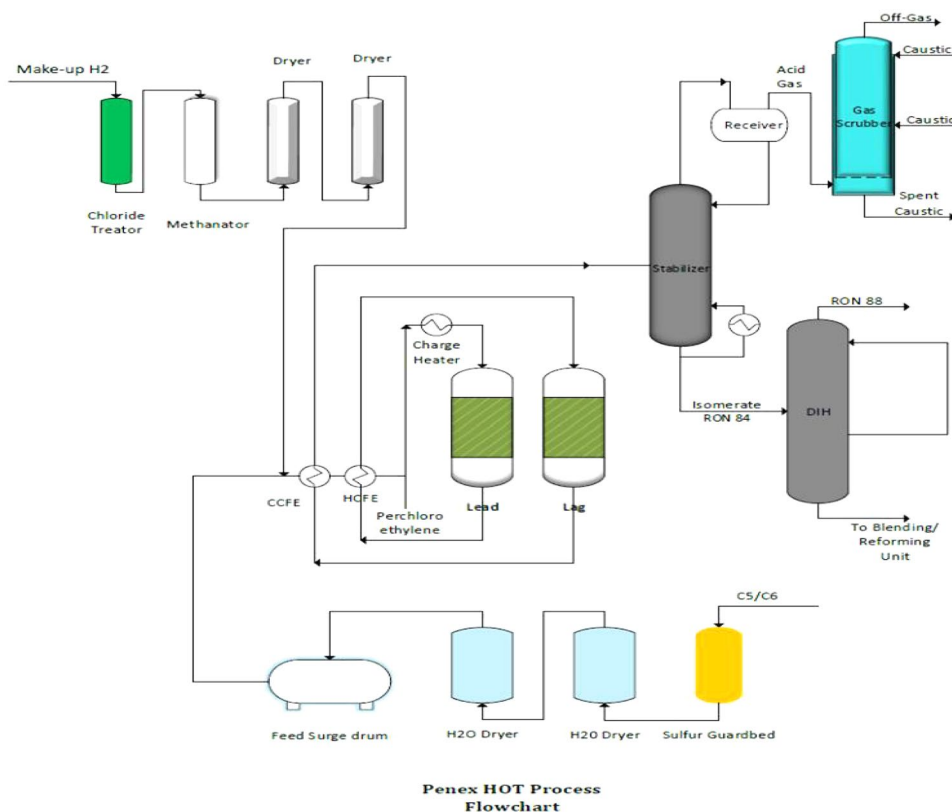 Off-Gas
Dryer
Dryer
Make-up H2
Caustic
Acid
Gas
Gas
Scrubber
Receiver
Caustic
Chloride
Treator
Methanator
Spent
Caustic
Stabilizer
RON 88
Charge
Heater
Isomerate
RON 84
DIH
CCFE
HCFE
Perchloro
ethylene
Lead
Lag
To Blending/
Reforming
Unit
C5/C6
Feed Surge drum
H2O Dryer
H20 Dryer
Sulfur Guardbed
Penex HOT Process
Flowchart